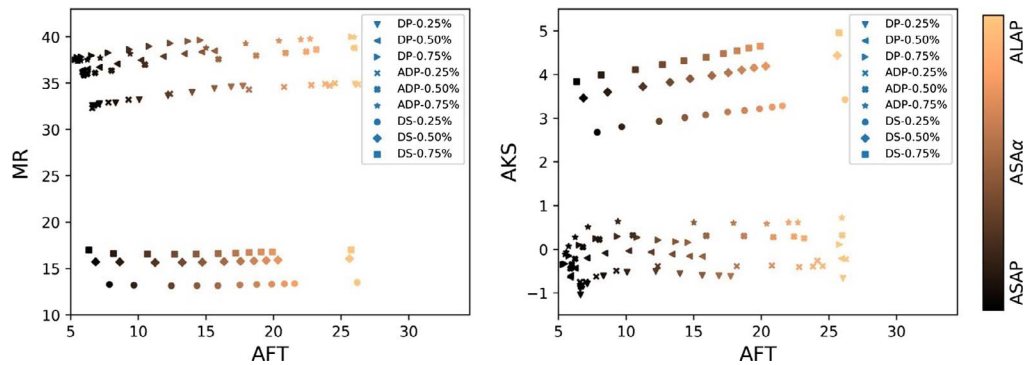 40
35
30
25
20
15
10
MR
5
10
15
20
25
30
AFT
DP-0.25%
DP-0.50%
DP-0.75%
ADP-0.25%
ADP-0.50%
ADP-0.75%
DS-0.25%
DS-0.50%
DS-0.75%
5
4
3
2
1
0
−1
AKS
5
10
15
20
25
30
AFT
DP-0.25%
DP-0.50%
DP-0.75%
ADP-0.25%
ADP-0.50%
ADP-0.75%
DS-0.25%
DS-0.50%
DS-0.75%
ALAP
ASAα
ASAP